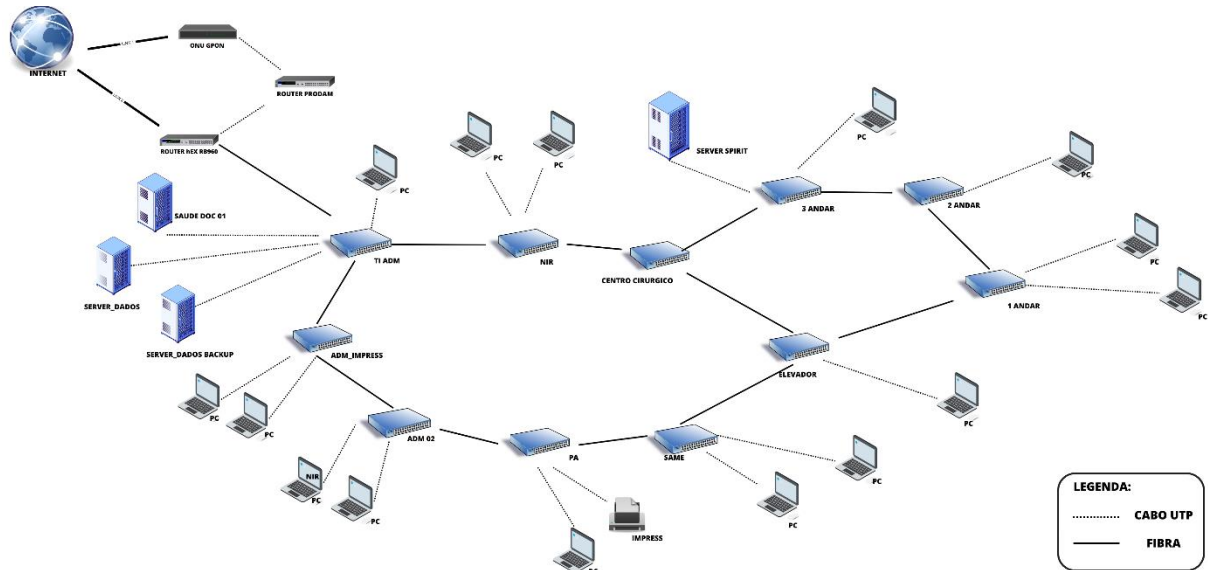 ONU GPON
INTERNET
ROUTER PRODAM
ROUTER hEX RB960
PC
PC
PC
SERVER SPIRIT
PC
PC
3 ANDAR
2 ANDAR
SAUDE DOC 01
TI ADM
NIR
CENTRO CIRURGICO
PC
PC
1 ANDAR
SERVER_DADOS
SERVER_DADOS BACKUP
ADM_IMPRESS
ELEVADOR
PC
PC
PC
ADM 02
PA
SAME
NIR
PC
PC
IMPRESS
PC
PC
LEGENDA:
CABO UTP
FIBRA